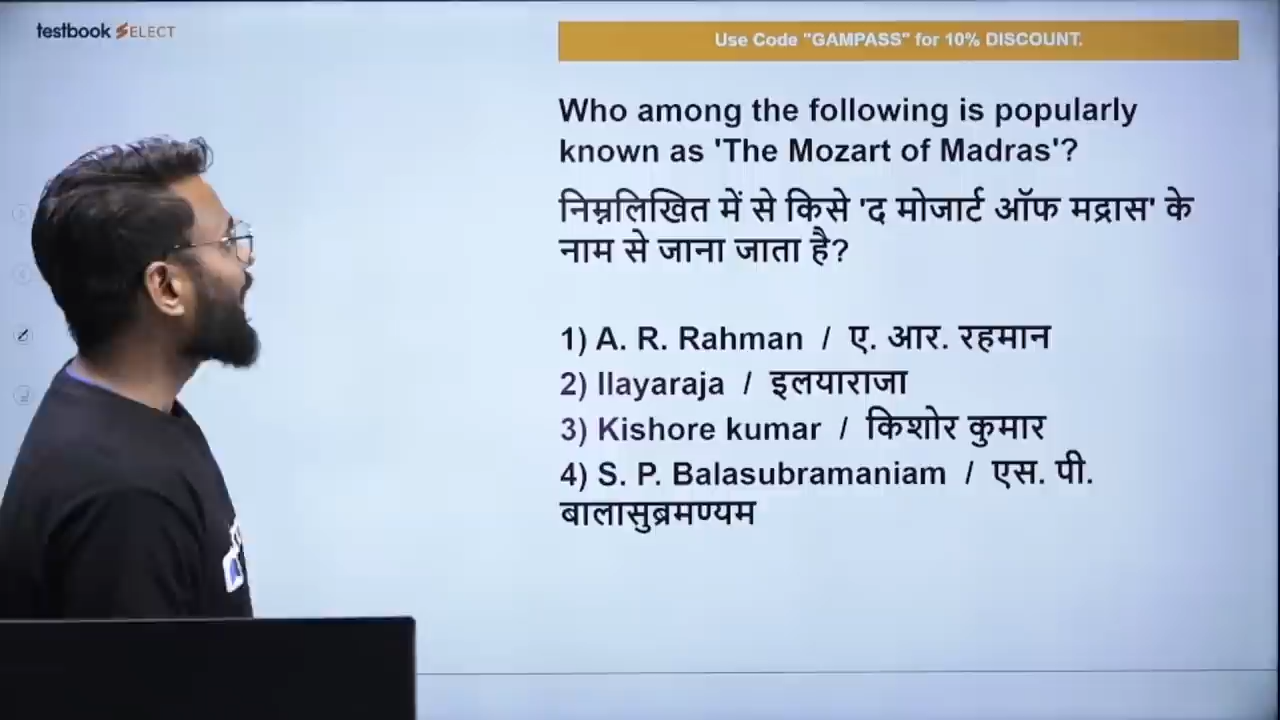 testbook SELECT
Use Code "GAMPASS" for 10% DISCOUNT.
Who among the following is popularly
known as 'The Mozart of Madras'?
निम्नलिखित में से किसे 'द मोजार्ट ऑफ मद्रास' के
नाम से जाना जाता है?
1) A. R. Rahman / ए. आर. रहमान
2) Ilayaraja / इलयाराजा
3) Kishore kumar / किशोर कुमार
4) S. P. Balasubramaniam / एस. पी.
बालासुब्रमण्यम